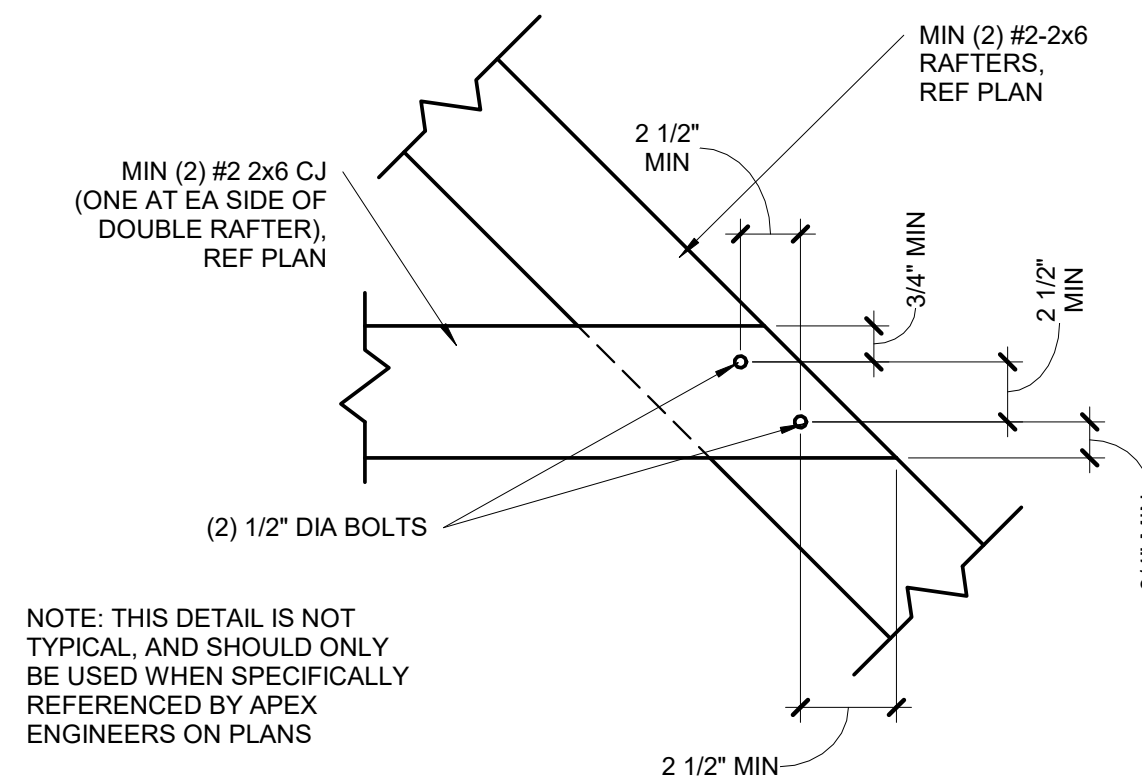 MIN (2) #2-2x6
RAFTERS,
REF PLAN
2 1/2"
MIN
MIN (2) #2 2x6 CJ
(ONE AT EA SIDE OF
DOUBLE RAFTER),
REF PLAN
3/4" MIN
2 1/2"
MIN
(2) 1/2" DIA BOLTS
NOTE: THIS DETAIL IS NOT
TYPICAL, AND SHOULD ONLY
BE USED WHEN SPECIFICALLY
REFERENCED BY APEX
ENGINEERS ON PLANS
2 1/2" MIN